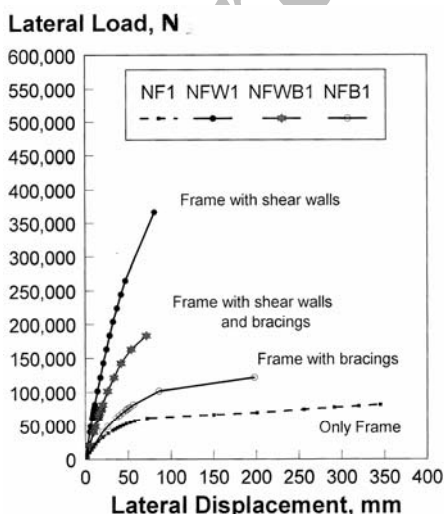 Lateral Load, N
600,000
550,000
500,000
450,000
400,000
350,000
300,000
250,000
200,000
150,000
100,000
50,000
0
NF1 NFW1 NFWB1 NFB1
Frame with shear walls
Frame with shear walls
and bracings
Frame with bracings
Only Frame
0 50 100 150 200 250 300 350 400
Lateral Displacement, mm